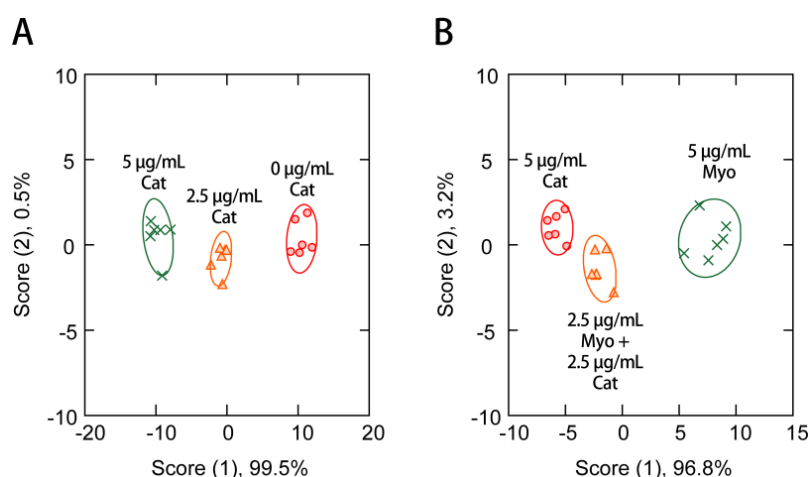 A
10
5
0
-5
-10
-20
-10
0
10
20
Score (2), 0.5%
Score (1), 99.5%
5 µg/mL
Cat
2.5 µg/mL
Cat
0 µg/mL
Cat
B
10
5
0
-5
-10
-10
-5
0
5
10
15
Score (2), 3.2%
Score (1), 96.8%
5 µg/mL
Cat
2.5 µg/mL
Myo +
2.5 µg/mL
Cat
5 µg/mL
Myo